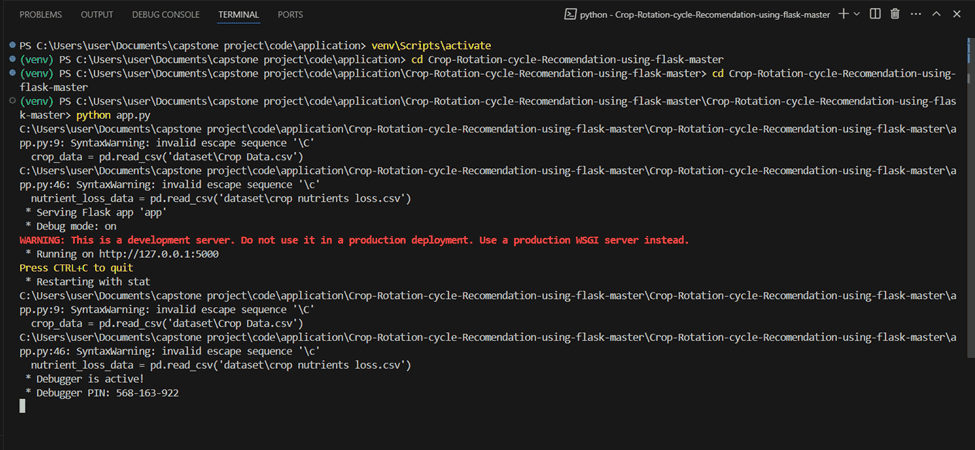 PROBLEMS OUTPUT DEBUG CONSOLE TERMINAL PORTS python - Crop-Rotation-cycle-Recomendation-using-flask-master
PS C:\Users\user\Documents\capstone project\code\application> venv\Scripts\activate
(venv) PS C:\Users\user\Documents\capstone project\code\application> cd Crop-Rotation-cycle-Recomendation-using-flask-master
(venv) PS C:\Users\user\Documents\capstone project\code\application\Crop-Rotation-cycle-Recomendation-using-flask-master> cd Crop-Rotation-cycle-Recomendation-using-
flask-master
(venv) PS C:\Users\user\Documents\capstone project\code\application\Crop-Rotation-cycle-Recomendation-using-flask-master\Crop-Rotation-cycle-Recomendation-using-flas
k-master> python app.py
C:\Users\user\Documents\capstone project\code\application\Crop-Rotation-cycle-Recomendation-using-flask-master\Crop-Rotation-cycle-Recomendation-using-flask-master\a
pp.py:9: SyntaxWarning: invalid escape sequence '\C'
crop_data = pd.read_csv('dataset\Crop Data.csv')
C:\Users\user\Documents\capstone project\code\application\Crop-Rotation-cycle-Recomendation-using-flask-master\Crop-Rotation-cycle-Recomendation-using-flask-master\a
pp.py:46: SyntaxWarning: invalid escape sequence '\c'
nutrient_loss_data = pd.read_csv('dataset\crop nutrients loss.csv')
* Serving Flask app 'app'
* Debug mode: on
WARNING: This is a development server. Do not use it in a production deployment. Use a production WSGI server instead.
* Running on http://127.0.0.1:5000
Press CTRL+C to quit
* Restarting with stat
C:\Users\user\Documents\capstone project\code\application\Crop-Rotation-cycle-Recomendation-using-flask-master\Crop-Rotation-cycle-Recomendation-using-flask-master\a
pp.py:9: SyntaxWarning: invalid escape sequence '\C'
crop_data = pd.read_csv('dataset\Crop Data.csv')
C:\Users\user\Documents\capstone project\code\application\Crop-Rotation-cycle-Recomendation-using-flask-master\Crop-Rotation-cycle-Recomendation-using-flask-master\a
pp.py:46: SyntaxWarning: invalid escape sequence '\c'
nutrient_loss_data = pd.read_csv('dataset\crop nutrients loss.csv')
* Debugger is active!
* Debugger PIN: 568-163-922